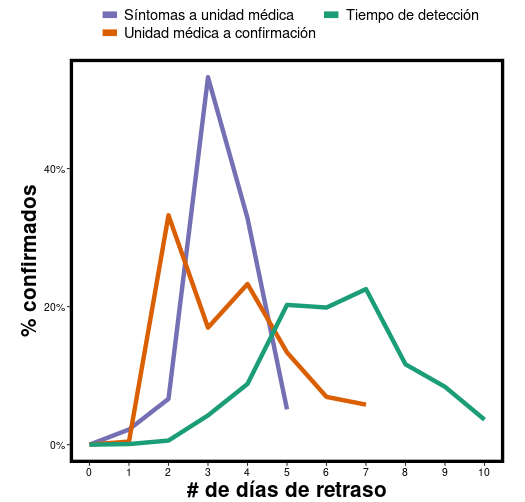 Síntomas a unidad médica Tiempo de detección
Unidad médica a confirmación
% confirmados
40%
20%
0%
0 1 2 3 4 5 6 7 8 9 10
# de días de retraso